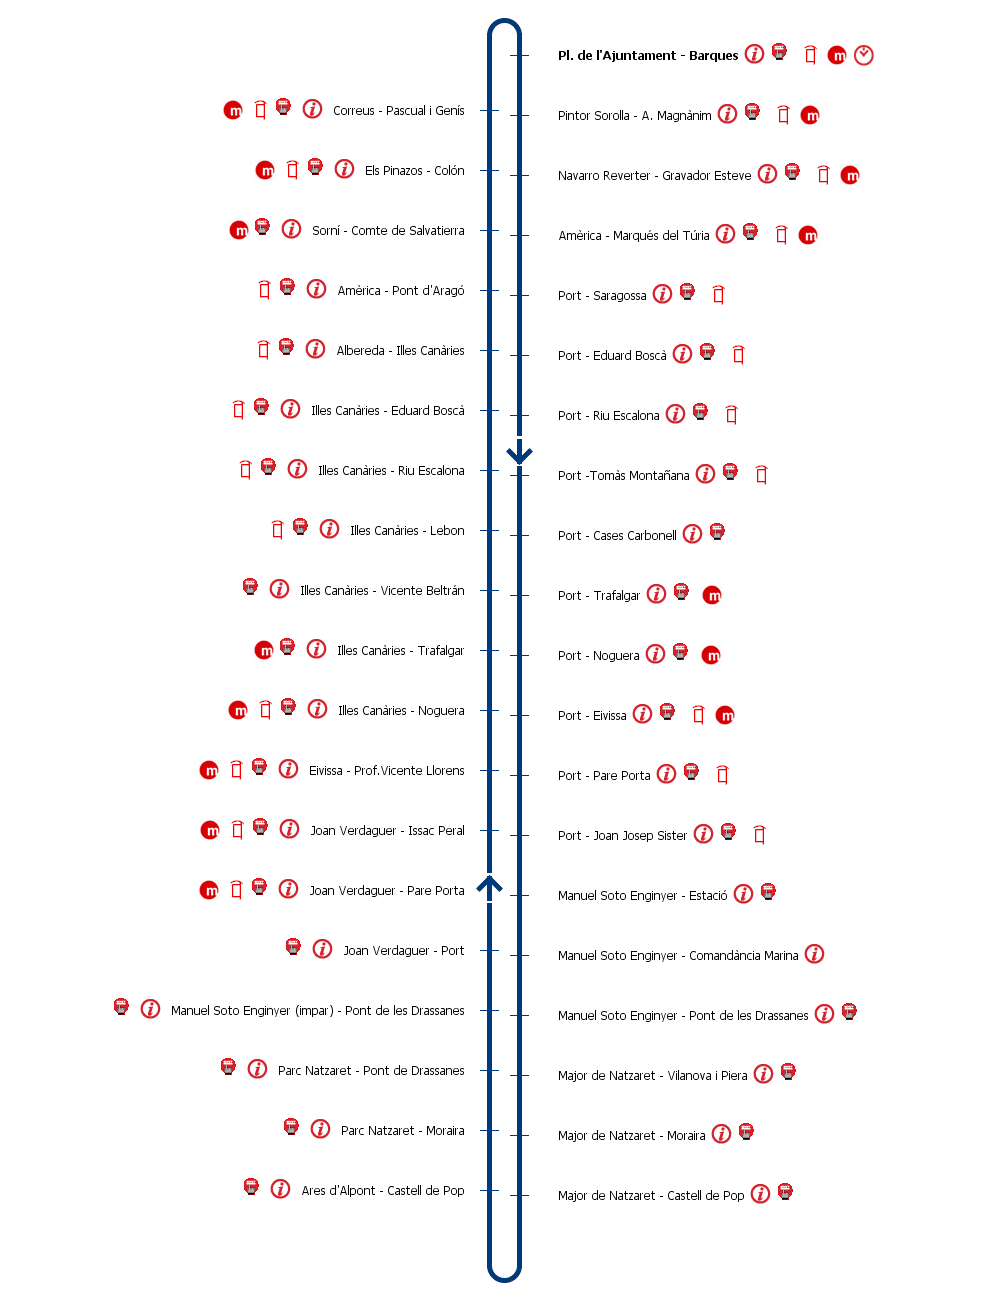 Pl. de l'Ajuntament - Barques
Correus - Pascual i Genís
Pintor Sorolla - A. Magnànim
Els Pinazos - Colón
Navarro Reverter - Gravador Esteve
Sorní - Comte de Salvatierra
Amèrica - Marqués del Túria
Amèrica - Pont d'Aragó
Port - Saragossa
Albereda - Illes Canàries
Port - Eduard Boscà
Illes Canàries - Eduard Boscà
Port - Riu Escalona
Illes Canàries - Riu Escalona
Port -Tomàs Montañana
Illes Canàries - Lebon
Port - Cases Carbonell
Illes Canàries - Vicente Beltrán
Port - Trafalgar
Illes Canàries - Trafalgar
Port - Noguera
Illes Canàries - Noguera
Port - Eivissa
Eivissa - Prof.Vicente Llorens
Port - Pare Porta
Joan Verdaguer - Issac Peral
Port - Joan Josep Sister
Joan Verdaguer - Pare Porta
Manuel Soto Enginyer - Estació
Joan Verdaguer - Port
Manuel Soto Enginyer - Comandància Marina
Manuel Soto Enginyer (impar) - Pont de les Drassanes
Manuel Soto Enginyer - Pont de les Drassanes
Parc Natzaret - Pont de Drassanes
Major de Natzaret - Vilanova i Piera
Parc Natzaret - Moraira
Major de Natzaret - Moraira
Ares d'Alpont - Castell de Pop
Major de Natzaret - Castell de Pop